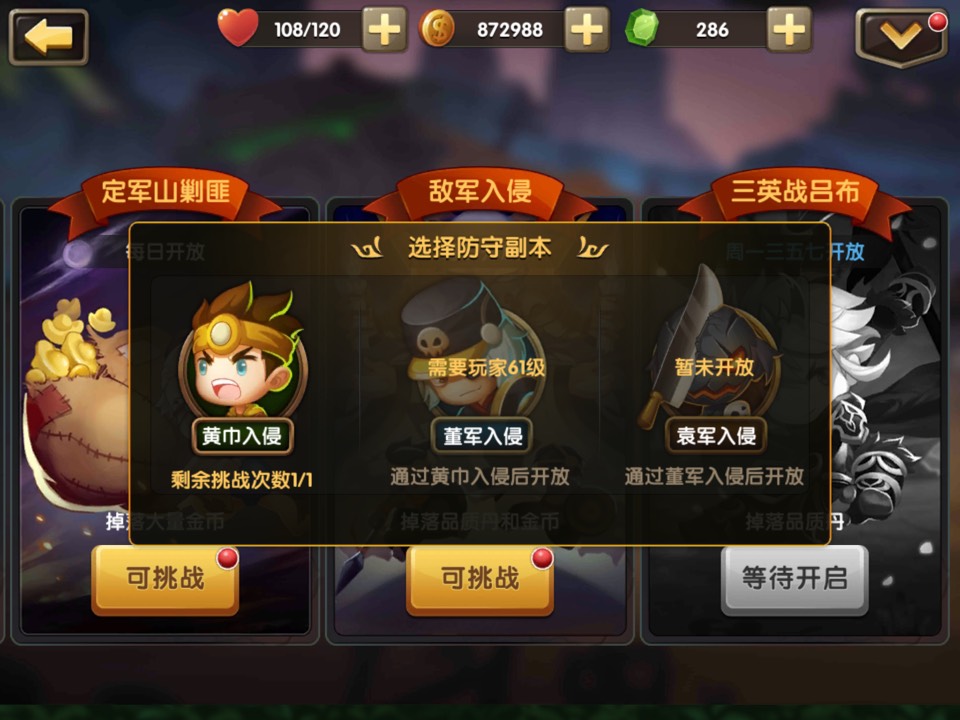 108/120
872988
286
定军山剿匪
敌军入侵
三英战吕布
每日开放
周一三五七开放
选择防守副本
需要玩家61级
暂未开放
黄巾入侵
董军入侵
袁军入侵
剩余挑战次数1/1
通过黄巾入侵后开放
通过董军入侵后开放
掉落大量金币
掉落品质丹和金币
掉落品质丹
可挑战
可挑战
等待开启